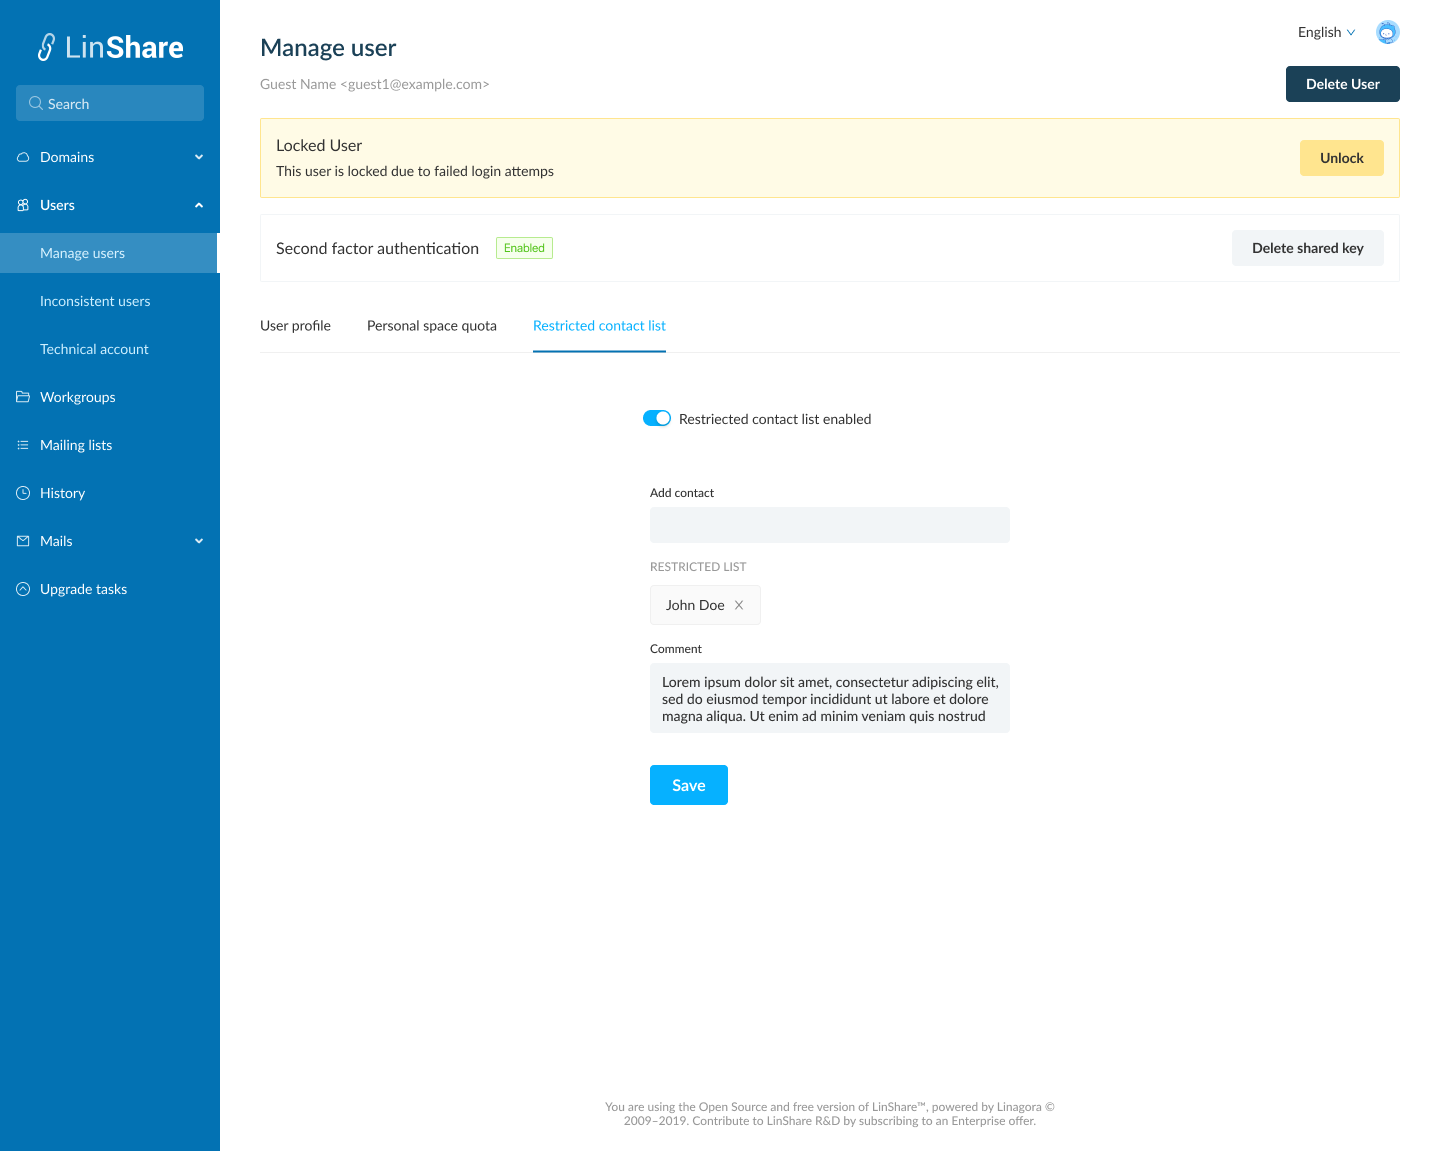 LinShare
Search
Domains
Users
Manage users
Inconsistent users
Technical account
Workgroups
Mailing lists
History
Mails
Upgrade tasks
English
Manage user
Guest Name <guest1@example.com>
Delete User
Locked User
This user is locked due to failed login attemps
Unlock
Second factor authentication
Enabled
Delete shared key
User profile
Personal space quota
Restricted contact list
Restriected contact list enabled
Add contact
RESTRICTED LIST
John Doe
Comment
Lorem ipsum dolor sit amet, consectetur adipiscing elit,
sed do eiusmod tempor incididunt ut labore et dolore
magna aliqua. Ut enim ad minim veniam quis nostrud
Save
You are using the Open Source and free version of LinShare™, powered by Linagora ©
2009–2019. Contribute to LinShare R&D by subscribing to an Enterprise offer.